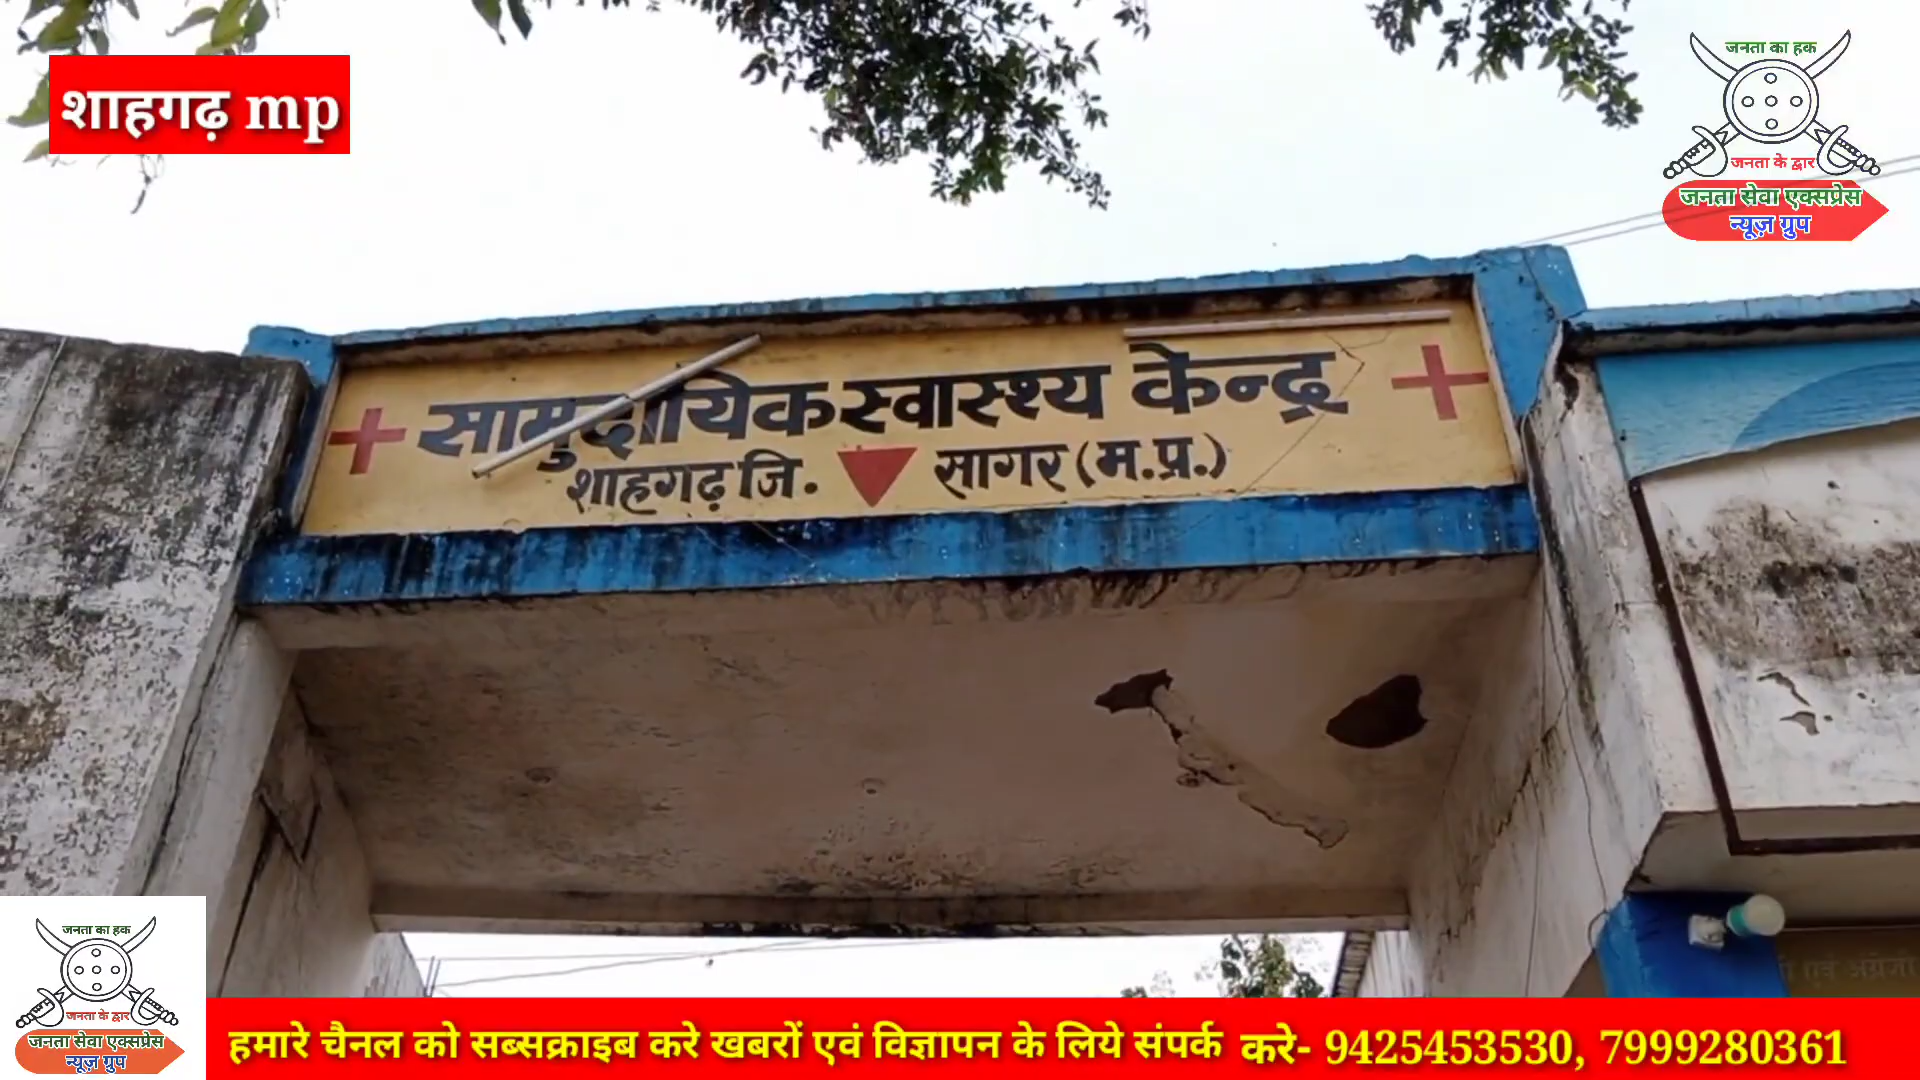 शाहगढ़ mp
जनता का हक
जनता के द्वार
जनता सेवा एक्सप्रेस
न्यूज़ ग्रुप
सामुदायिक स्वास्थ्य केन्द्र
शाहगढ़ जि. सागर (म.प्र.)
एवं अंग्रेजी
जनता का हक
जनता के द्वार
जनता सेवा एक्सप्रेस
न्यूज़ ग्रुप
हमारे चैनल को सब्सक्राइब करे खबरों एवं विज्ञापन के लिये संपर्क करे- 9425453530, 7999280361